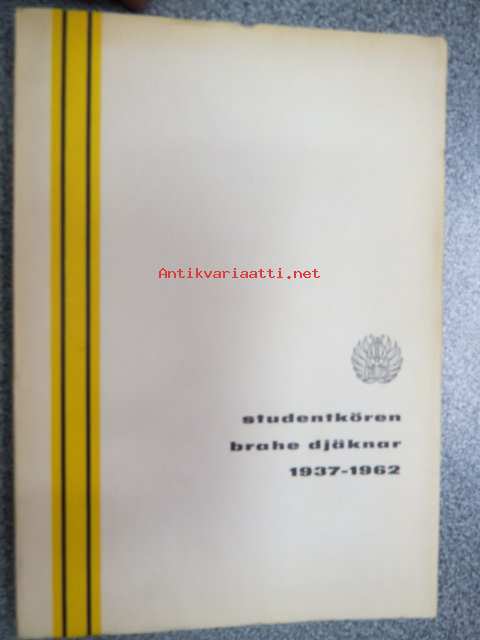 Antikvariaatti.net
studentkören
brahe djäknar
1937-1962